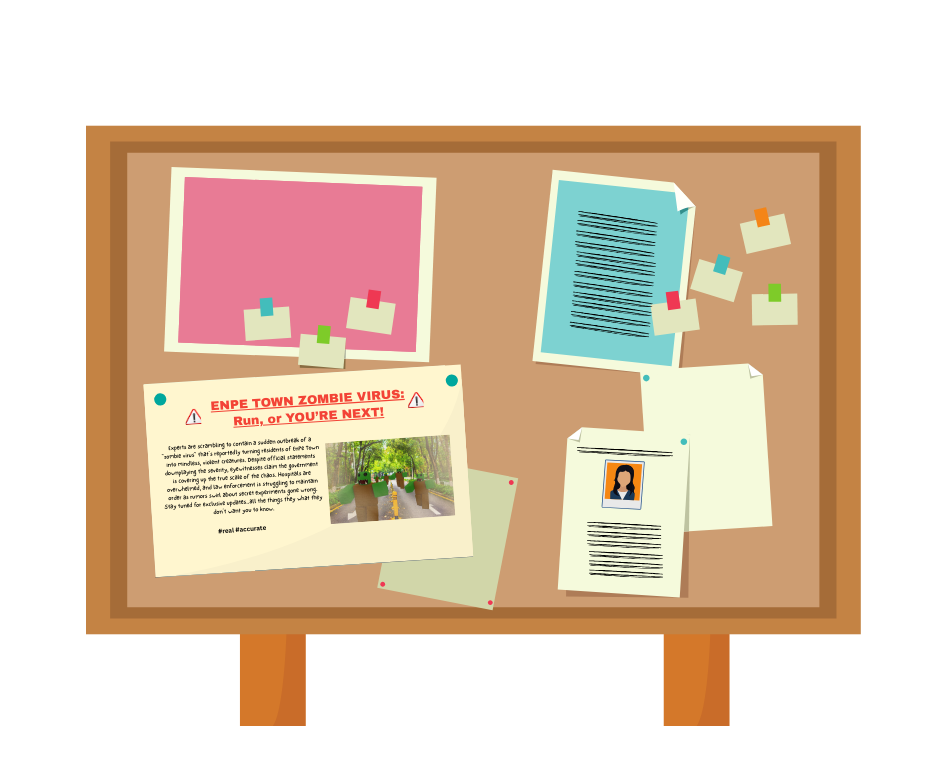 ENPE TOWN ZOMBIE VIRUS:
Run, or YOU'RE NEXT!
Experts are scrambling to contain a sudden outbreak of a
"zombie virus" that's reportedly turning residents of EnPe Town
into mindless, violent creatures. Despite official statements
downplaying the severity, eyewitnesses claim the government
is covering up the true scale of the chaos. Hospitals are
overwhelmed, and law enforcement is struggling to maintain
order as rumors swirl about secret experiments gone wrong.
Stay tuned for exclusive updates...all the things they what they
don't want you to know.
#real #accurate